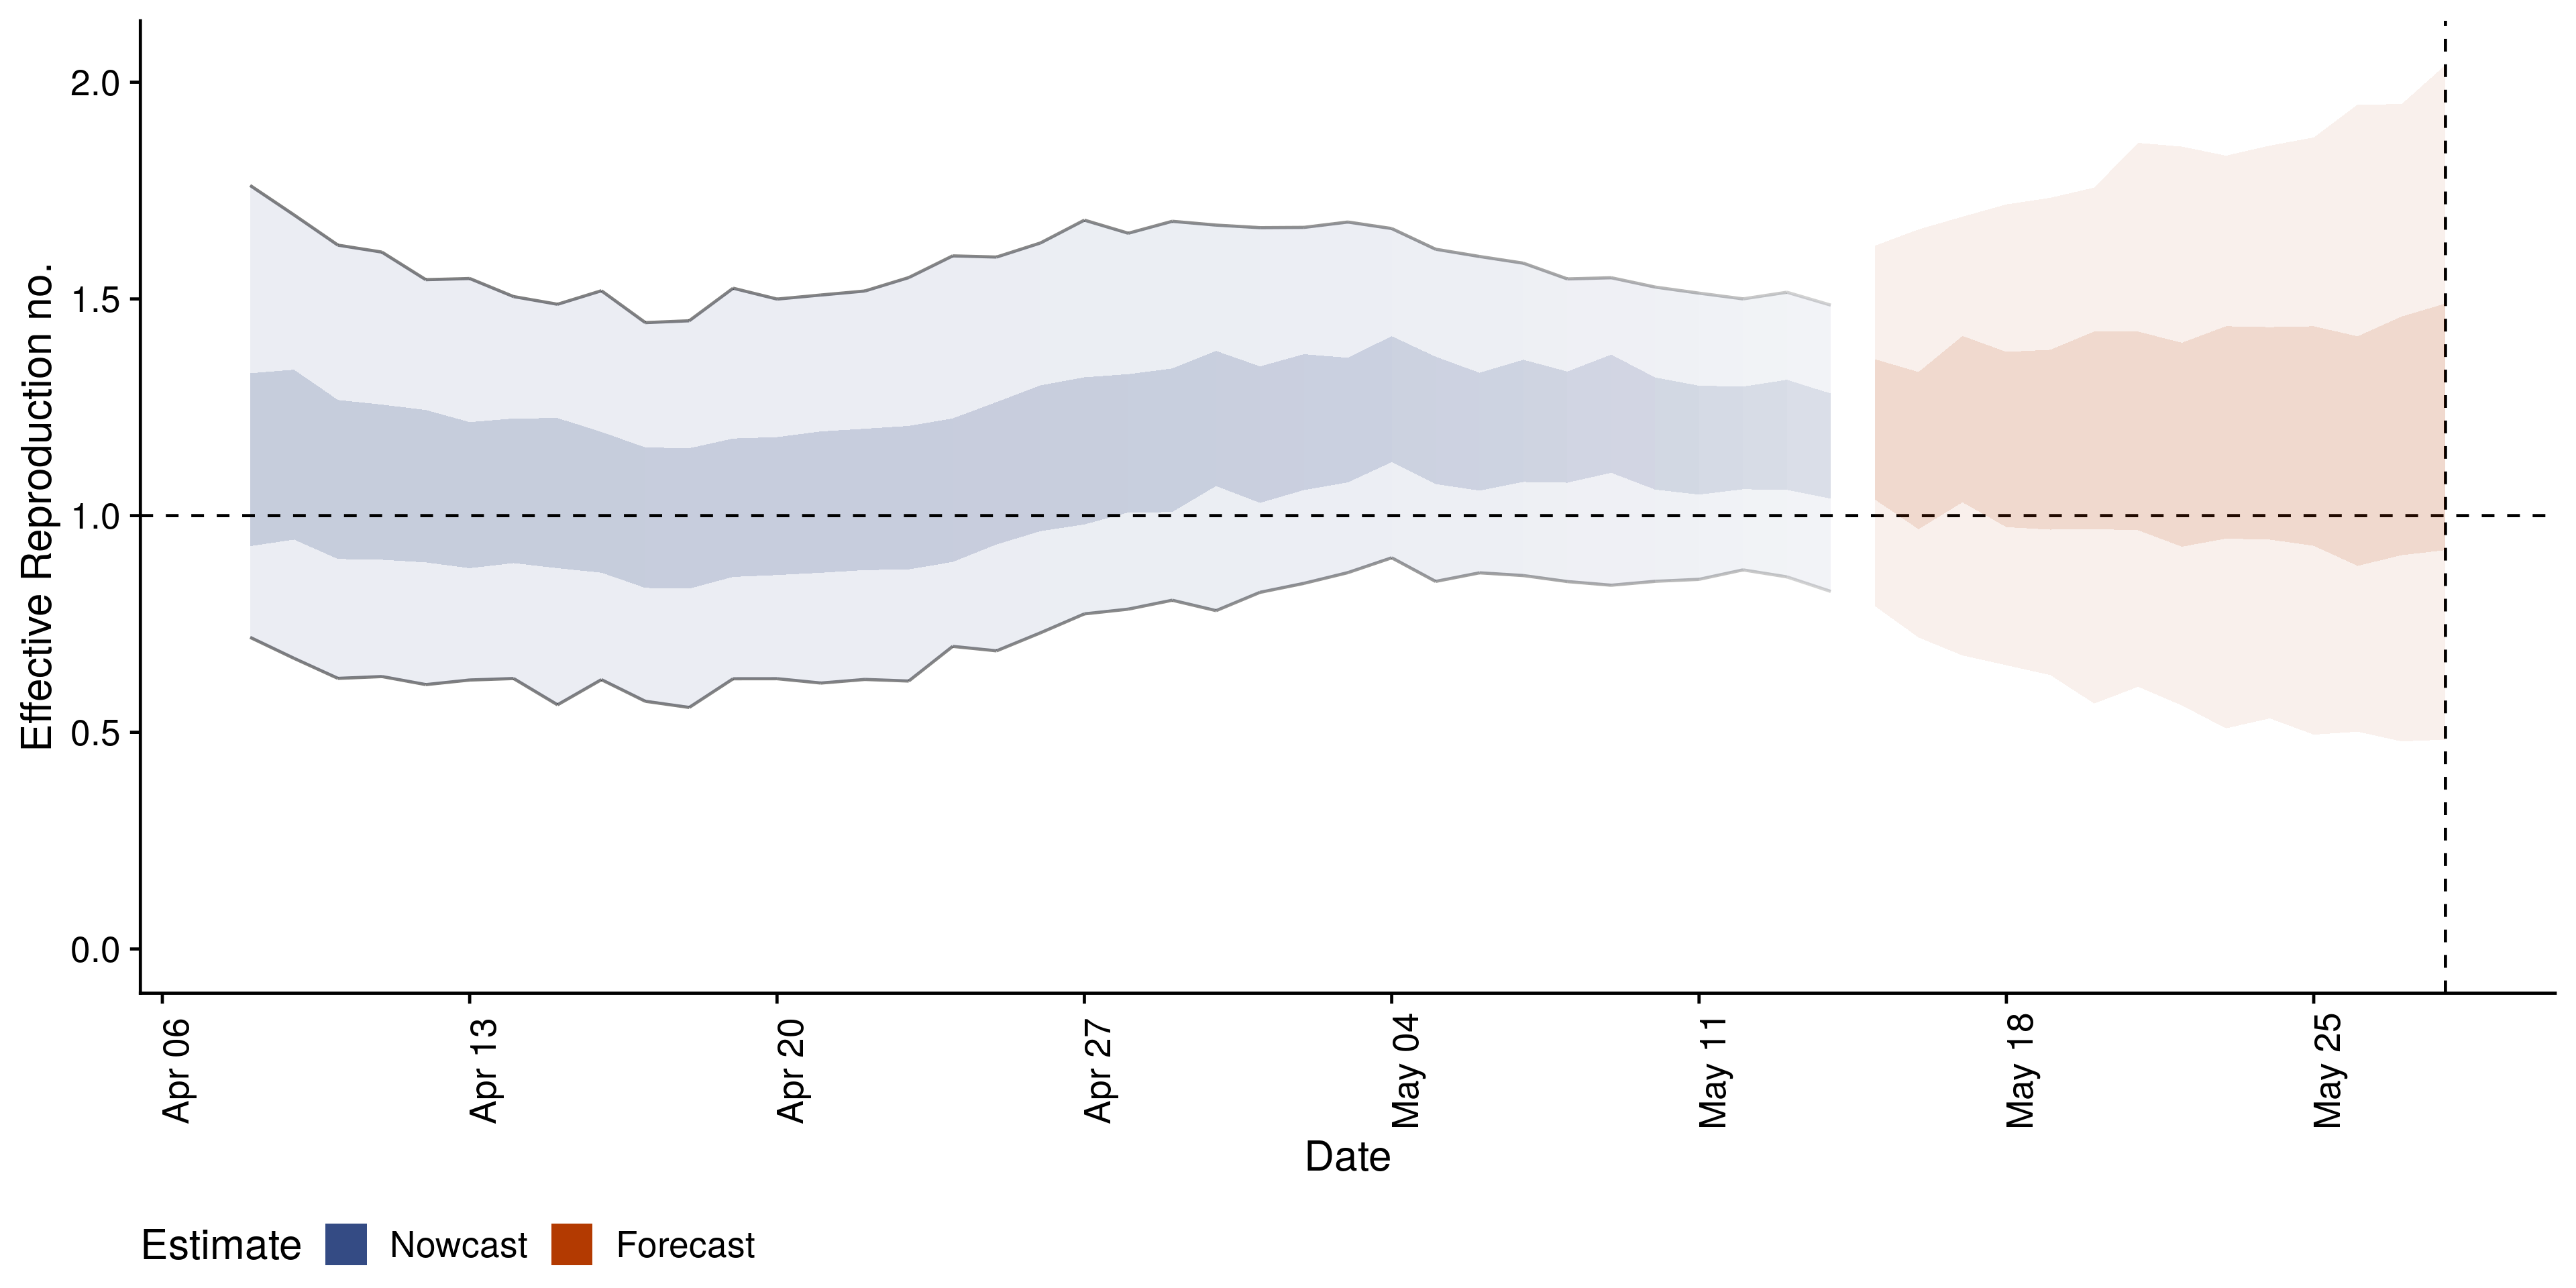 Effective Reproduction no.
2.0
1.5
1.0
0.5
0.0
Apr 06
Apr 13
Apr 20
Apr 27
May 04
May 11
May 18
May 25
Date
Estimate Nowcast Forecast